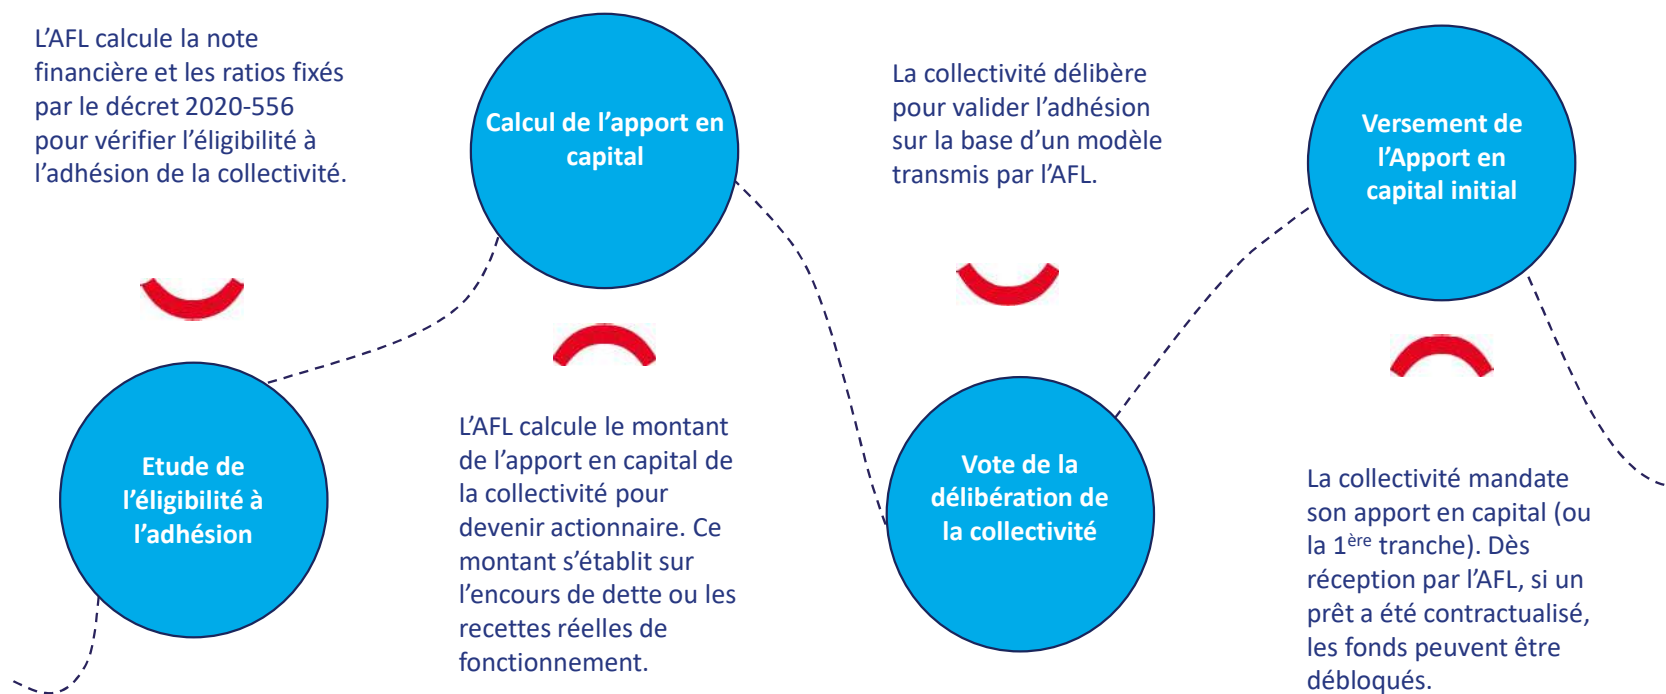 L’AFL calcule la note
financière et les ratios fixés
par le décret 2020-556
pour vérifier l’éligibilité à
l’adhésion de la collectivité.
Etude de
l’éligibilité à
l’adhésion
Calcul de l’apport en
capital
L’AFL calcule le montant
de l’apport en capital de
la collectivité pour
devenir actionnaire. Ce
montant s’établit sur
l’encours de dette ou les
recettes réelles de
fonctionnement.
La collectivité délibère
pour valider l’adhésion
sur la base d’un modèle
transmis par l’AFL.
Vote de la
délibération de
la collectivité
Versement de
l’Apport en
capital initial
La collectivité mandate
son apport en capital (ou
la 1ère tranche). Dès
réception par l’AFL, si un
prêt a été contractualisé,
les fonds peuvent être
débloqués.